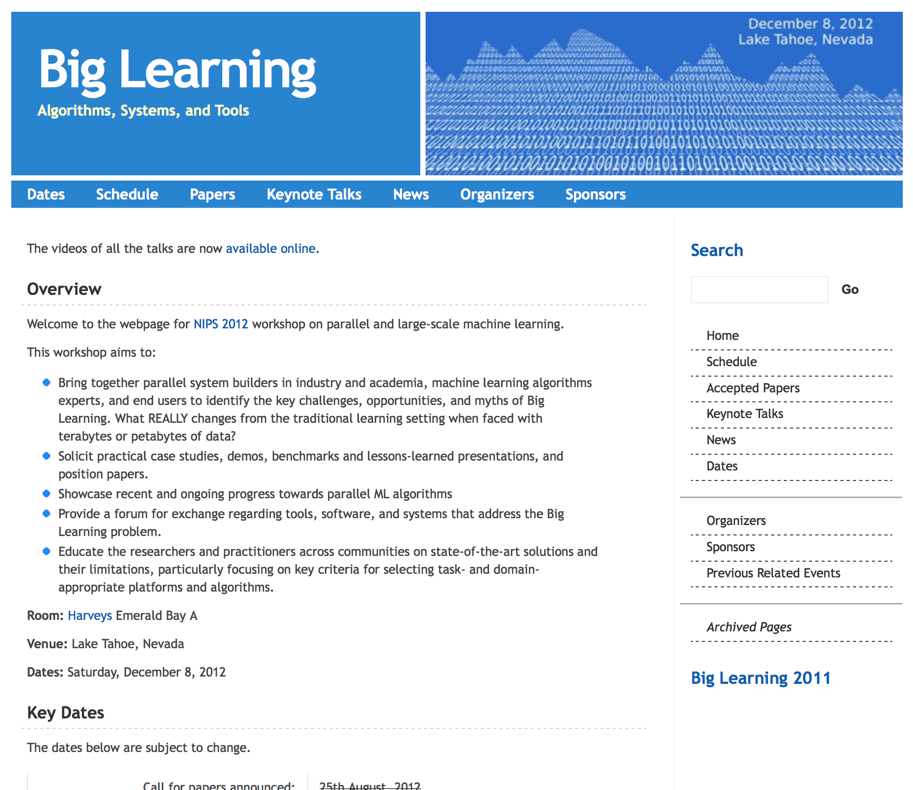 Big Learning
Algorithms, Systems, and Tools
December 8, 2012
Lake Tahoe, Nevada
Dates Schedule Papers Keynote Talks News Organizers Sponsors
The videos of all the talks are now available online.
Overview
Welcome to the webpage for NIPS 2012 workshop on parallel and large-scale machine learning.
This workshop aims to:
Bring together parallel system builders in industry and academia, machine learning algorithms
experts, and end users to identify the key challenges, opportunities, and myths of Big
Learning. What REALLY changes from the traditional learning setting when faced with
terabytes or petabytes of data?
Solicit practical case studies, demos, benchmarks and lessons-learned presentations, and
position papers.
Showcase recent and ongoing progress towards parallel ML algorithms
Provide a forum for exchange regarding tools, software, and systems that address the Big
Learning problem.
Educate the researchers and practitioners across communities on state-of-the-art solutions and
their limitations, particularly focusing on key criteria for selecting task- and domain-
appropriate platforms and algorithms.
Room: Harveys Emerald Bay A
Venue: Lake Tahoe, Nevada
Dates: Saturday, December 8, 2012
Key Dates
The dates below are subject to change.
Call for papers announced: 25th August, 2012
Search
Go
Home
Schedule
Accepted Papers
Keynote Talks
News
Dates
Organizers
Sponsors
Previous Related Events
Archived Pages
Big Learning 2011